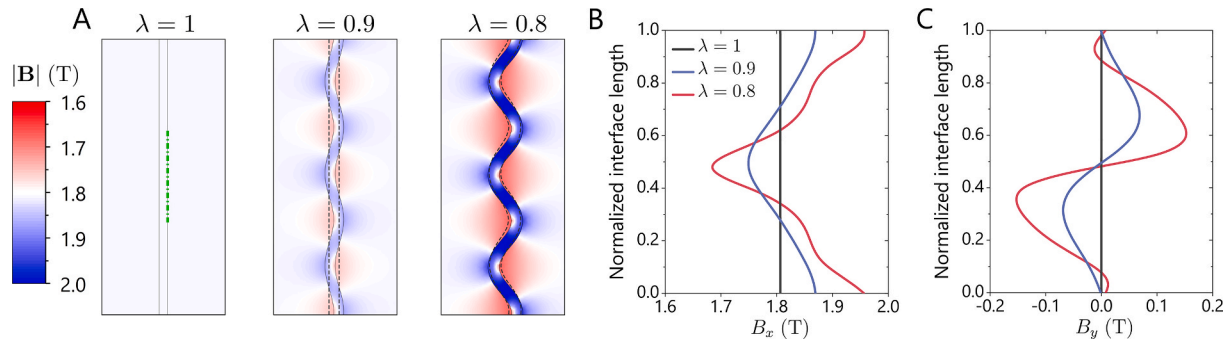 A
λ = 1
λ = 0.9
λ = 0.8
|B| (T)
1.6
1.7
1.8
1.9
2.0
B
Normalized interface length
1.0
0.8
0.6
0.4
0.2
0.0
λ = 1
λ = 0.9
λ = 0.8
1.6 1.7 1.8 1.9 2.0
Bx (T)
C
Normalized interface length
1.0
0.8
0.6
0.4
0.2
0.0
-0.2 -0.1 0.0 0.1 0.2
By (T)